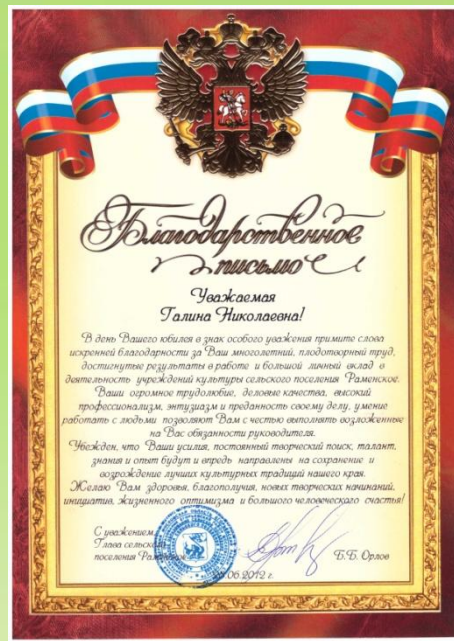 Благодарственное
письмо
Уважаемая
Галина Николаевна!
В день Вашего юбилея в знак особого уважения примите слова
искренней благодарности за Ваш многолетний, плодотворный труд,
достигнутые результаты в работе и большой личный вклад в
деятельность учреждений культуры сельского поселения Раменское.
Ваши огромное трудолюбие, деловые качества, высокий
профессионализм, энтузиазм и преданность своему делу, умение
работать с людьми позволяют Вам с честью выполнять возложенные
на Вас обязанности руководителя.
Убежден, что Ваши усилия, постоянный творческий поиск, талант,
знания и опыт будут и впредь направлены на сохранение и
возрождение лучших культурных традиций нашего края.
Желаю Вам здоровья, благополучия, новых творческих начинаний,
инициатив, жизненного оптимизма и большого человеческого счастья!
С уважением,
Глава сельского
поселения Раменское Б.Б. Орлов
.06.2012 г.